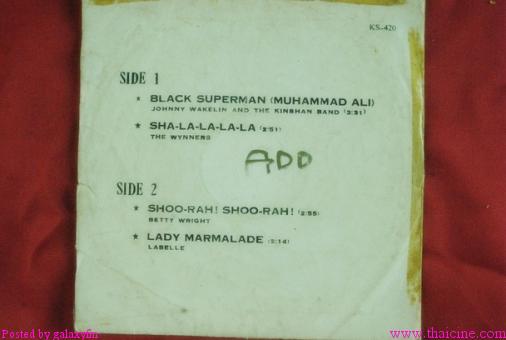 KS-420
SIDE 1
★ BLACK SUPERMAN (MUHAMMAD ALI)
JOHNNY WAKELIN AND THE KINSHAN BAND (3:31)
★ SHA-LA-LA-LA-LA (2:51)
THE WYNNERS
ADD
SIDE 2
★ SHOO-RAH! SHOO-RAH! (2:55)
BETTY WRIGHT
★ LADY MARMALADE (3:14)
LABELLE
Posted by galaxyfm
www.thaicine.com